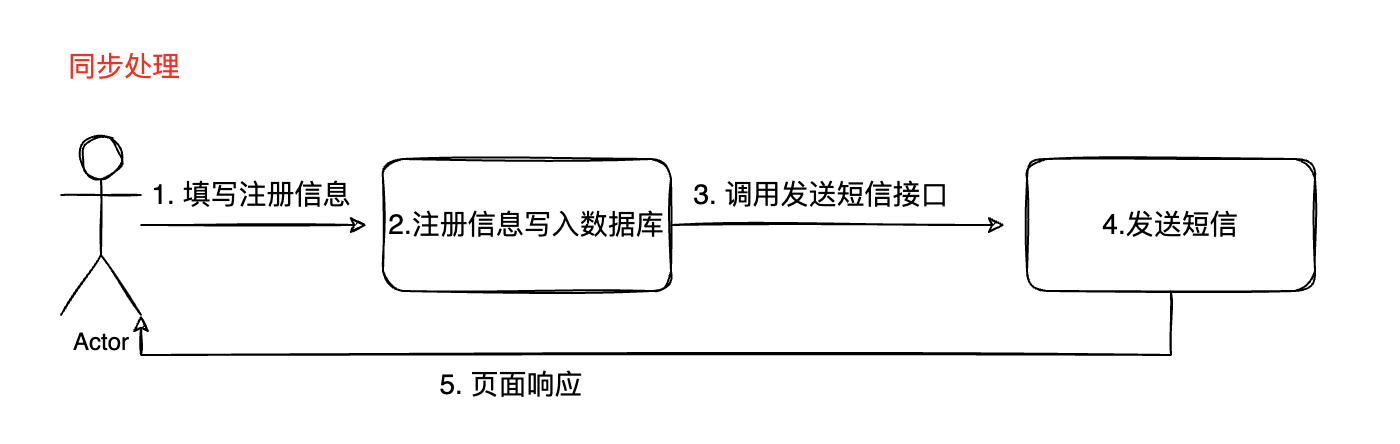 同步处理
1. 填写注册信息
2.注册信息写入数据库
3. 调用发送短信接口
4.发送短信
Actor
5. 页面响应